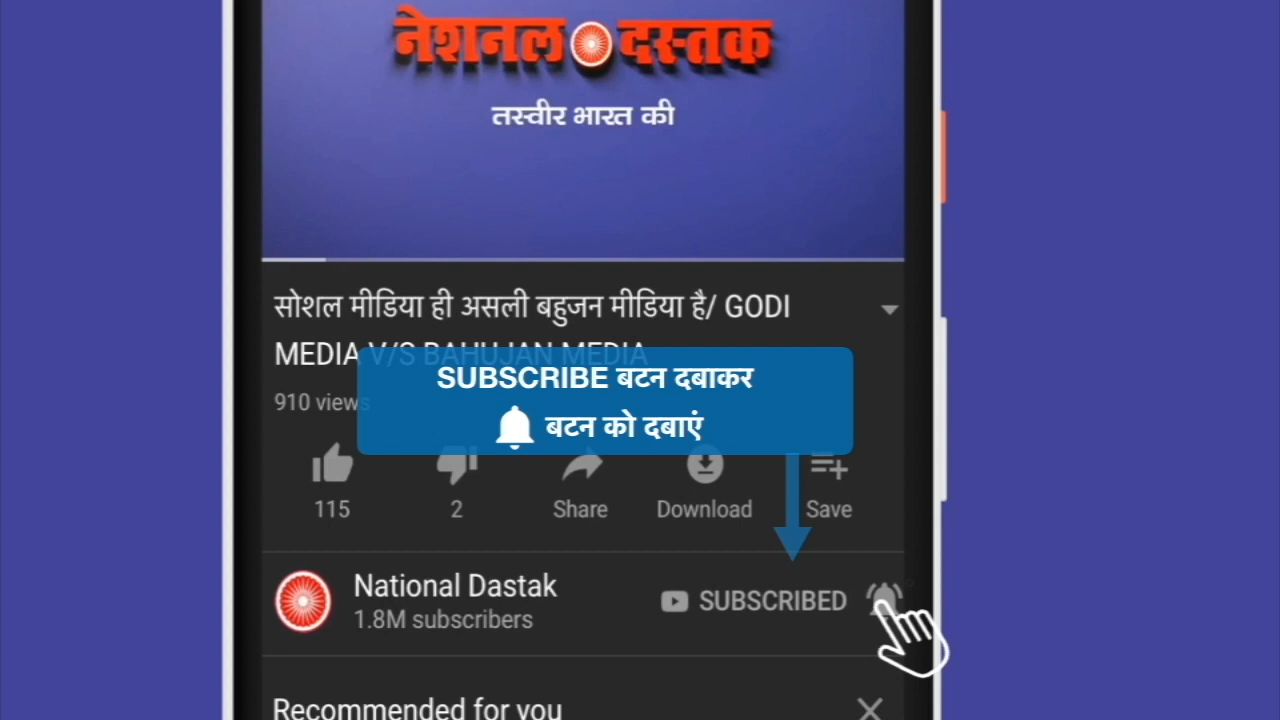 नेशनल दस्तक
तस्वीर भारत की
सोशल मीडिया ही असली बहुजन मीडिया है/ GODI
MEDIA V/S BAHUJAN MEDIA
910 views
SUBSCRIBE बटन दबाकर
बटन को दबाएं
115
2
Share
Download
Save
National Dastak
1.8M subscribers
SUBSCRIBED
Recommended for you